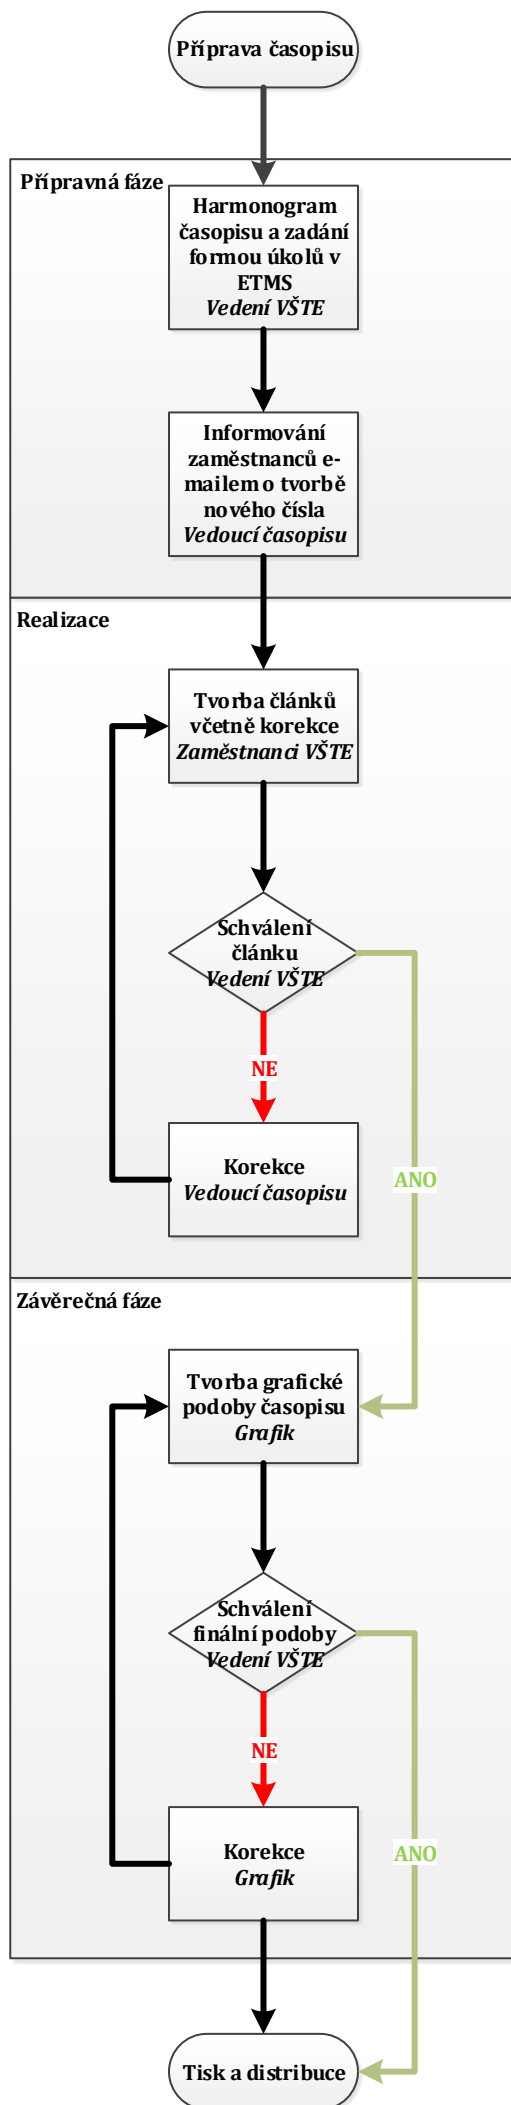 Příprava časopisu
Přípravná fáze
Harmonogram
časopisu a zadání
formou úkolů v
ETMS
Vedení VŠTE
Informování
zaměstnanců e-
mailem o tvorbě
nového čísla
Vedoucí časopisu
Realizace
Tvorba článků
včetně korekce
Zaměstnanci VŠTE
Schválení
článku
Vedení VŠTE
NE
Korekce
Vedoucí časopisu
ANO
Závěrečná fáze
Tvorba grafické
podoby časopisu
Grafik
Schválení
finální podoby
Vedení VŠTE
NE
Korekce
Grafik
ANO
Tisk a distribuce